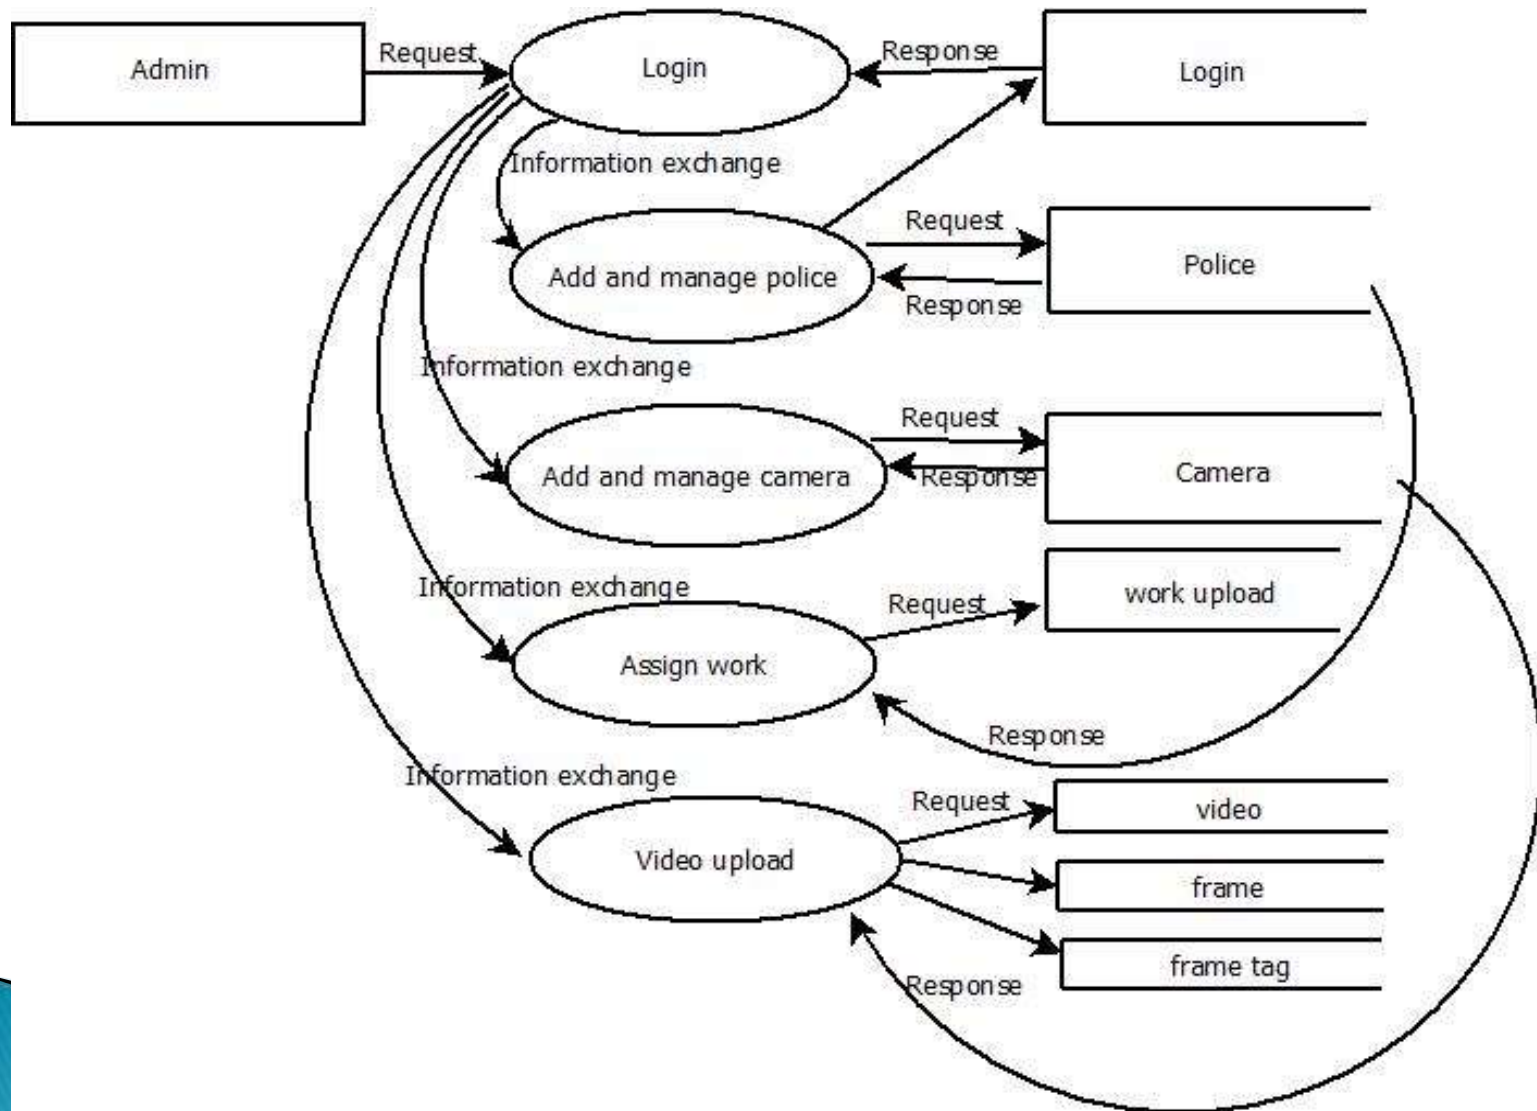 Admin
Request
Login
Response
Login
Information exchange
Add and manage police
Request
Response
Police
Information exchange
Add and manage camera
Request
Response
Camera
Information exchange
Assign work
Request
work upload
Response
Information exchange
Video upload
Request
video
frame
frame tag
Response